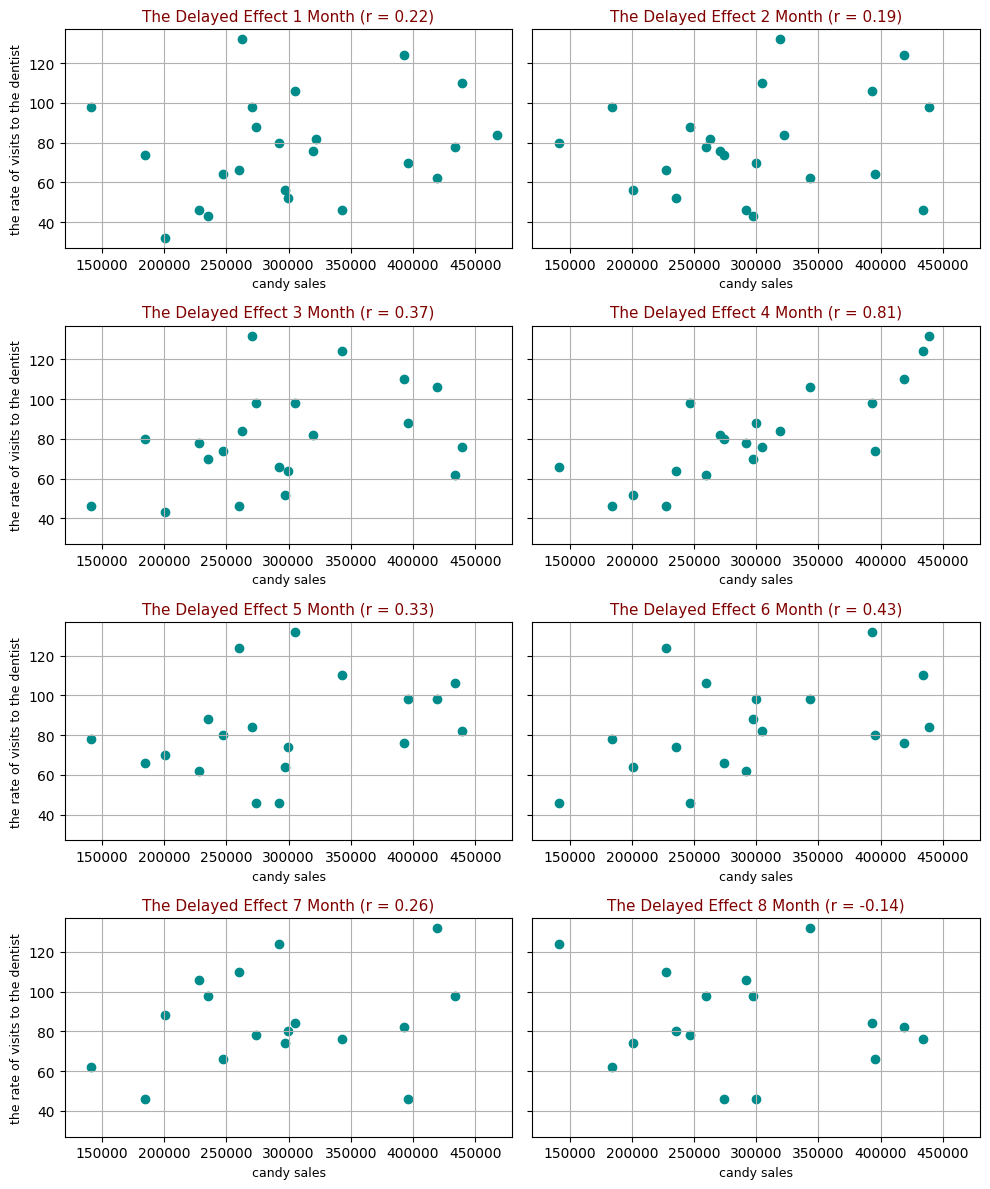 The Delayed Effect 1 Month (r = 0.22)
the rate of visits to the dentist
120
100
80
60
40
150000 200000 250000 300000 350000 400000 450000
candy sales
The Delayed Effect 2 Month (r = 0.19)
150000 200000 250000 300000 350000 400000 450000
candy sales
The Delayed Effect 3 Month (r = 0.37)
the rate of visits to the dentist
120
100
80
60
40
150000 200000 250000 300000 350000 400000 450000
candy sales
The Delayed Effect 4 Month (r = 0.81)
150000 200000 250000 300000 350000 400000 450000
candy sales
The Delayed Effect 5 Month (r = 0.33)
the rate of visits to the dentist
120
100
80
60
40
150000 200000 250000 300000 350000 400000 450000
candy sales
The Delayed Effect 6 Month (r = 0.43)
150000 200000 250000 300000 350000 400000 450000
candy sales
The Delayed Effect 7 Month (r = 0.26)
the rate of visits to the dentist
120
100
80
60
40
150000 200000 250000 300000 350000 400000 450000
candy sales
The Delayed Effect 8 Month (r = -0.14)
150000 200000 250000 300000 350000 400000 450000
candy sales